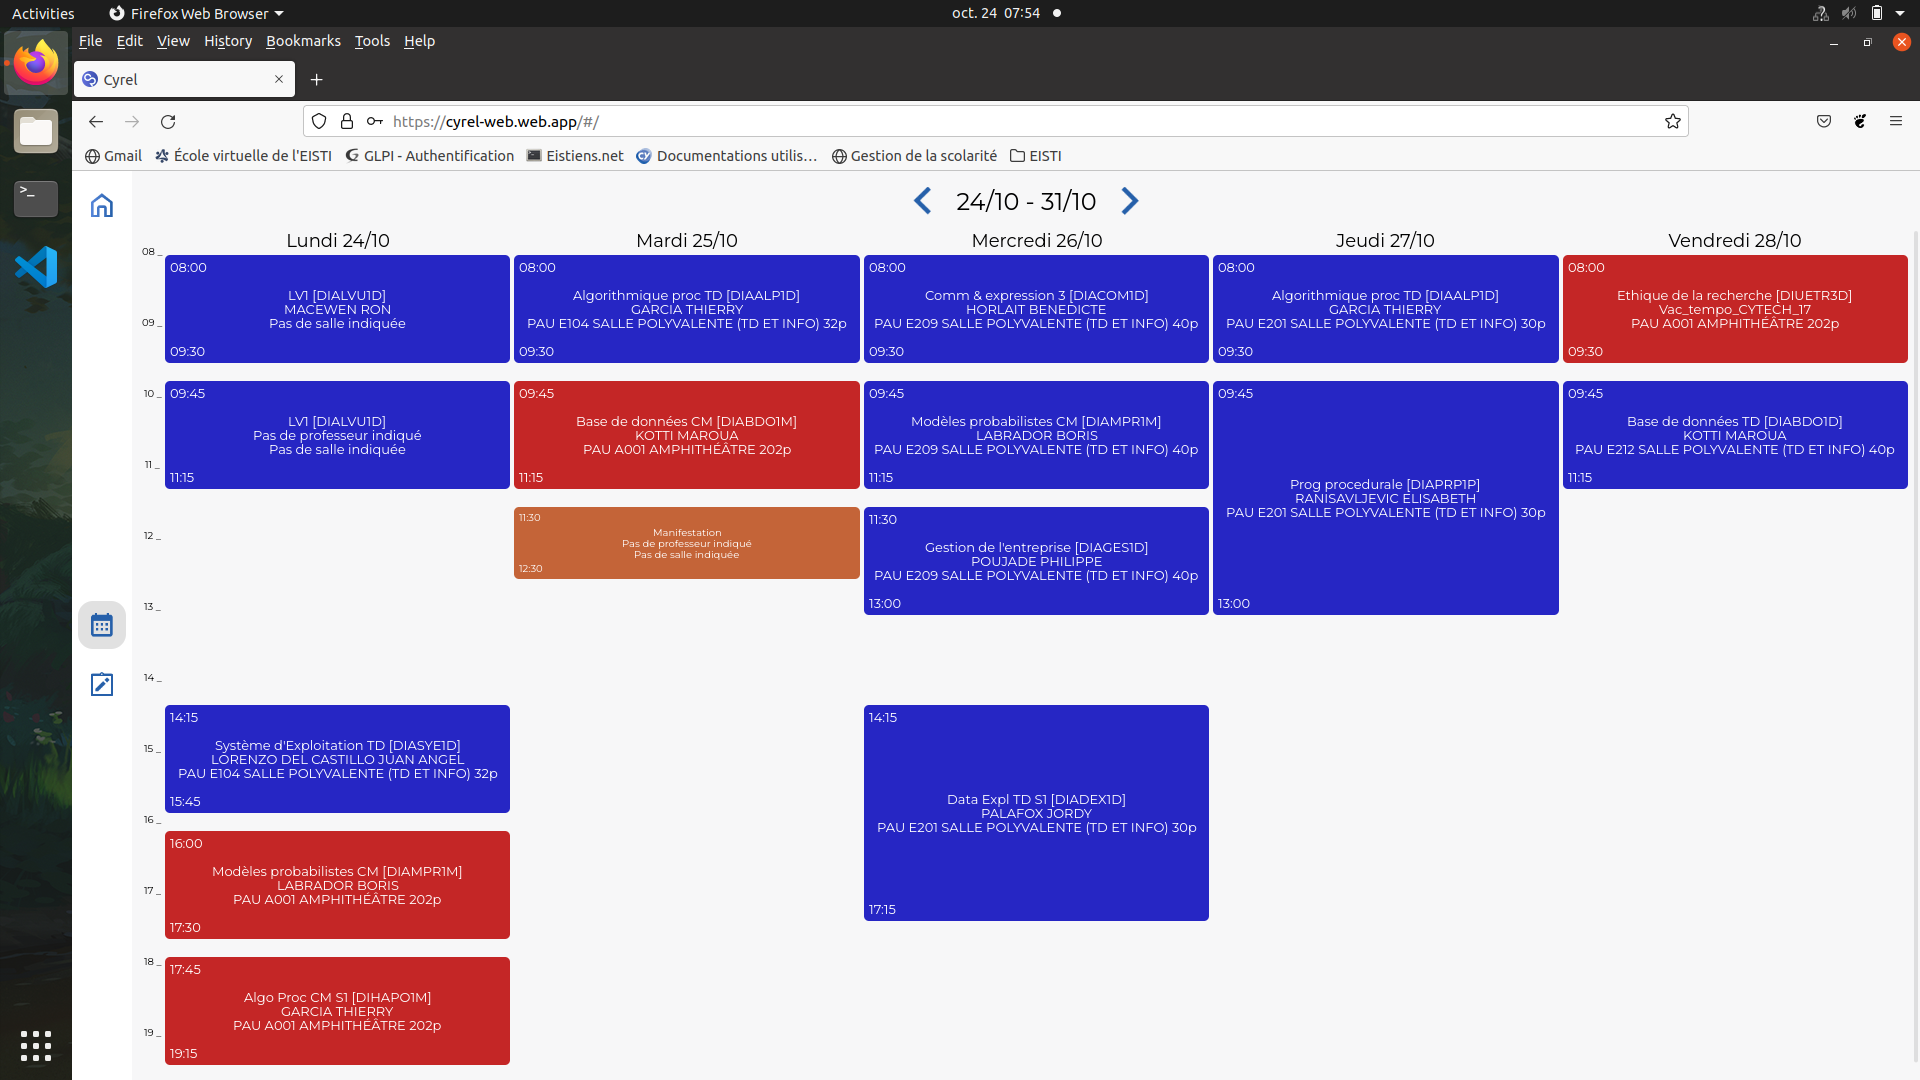 Activities
Firefox Web Browser
oct. 24 07:54
File Edit View History Bookmarks Tools Help
Cyrel
https://cyrel-web.web.app/#/
Gmail
École virtuelle de l'EISTI
GLPI - Authentification
Eistiens.net
Documentations utilis…
Gestion de la scolarité
EISTI
24/10 - 31/10
Lundi 24/10
Mardi 25/10
Mercredi 26/10
Jeudi 27/10
Vendredi 28/10
08 _
09 _
10 _
11 _
12 _
13 _
14 _
15 _
16 _
17 _
18 _
19 _
08:00
LV1 [DIALVU1D]
MACEWEN RON
Pas de salle indiquée
09:30
09:45
LV1 [DIALVU1D]
Pas de professeur indiqué
Pas de salle indiquée
11:15
14:15
Système d'Exploitation TD [DIASYE1D]
LORENZO DEL CASTILLO JUAN ANGEL
PAU E104 SALLE POLYVALENTE (TD ET INFO) 32p
15:45
16:00
Modèles probabilistes CM [DIAMPR1M]
LABRADOR BORIS
PAU A001 AMPHITHÉÂTRE 202p
17:30
17:45
Algo Proc CM S1 [DIHAPO1M]
GARCIA THIERRY
PAU A001 AMPHITHÉÂTRE 202p
19:15
08:00
Algorithmique proc TD [DIAALP1D]
GARCIA THIERRY
PAU E104 SALLE POLYVALENTE (TD ET INFO) 32p
09:30
09:45
Base de données CM [DIABDO1M]
KOTTI MAROUA
PAU A001 AMPHITHÉÂTRE 202p
11:15
11:30
Manifestation
Pas de professeur indiqué
Pas de salle indiquée
12:30
08:00
Comm & expression 3 [DIACOM1D]
HORLAIT BENEDICTE
PAU E209 SALLE POLYVALENTE (TD ET INFO) 40p
09:30
09:45
Modèles probabilistes CM [DIAMPR1M]
LABRADOR BORIS
PAU E209 SALLE POLYVALENTE (TD ET INFO) 40p
11:15
11:30
Gestion de l'entreprise [DIAGES1D]
POUJADE PHILIPPE
PAU E209 SALLE POLYVALENTE (TD ET INFO) 40p
13:00
14:15
Data Expl TD S1 [DIADEX1D]
PALAFOX JORDY
PAU E201 SALLE POLYVALENTE (TD ET INFO) 30p
17:15
08:00
Algorithmique proc TD [DIAALP1D]
GARCIA THIERRY
PAU E201 SALLE POLYVALENTE (TD ET INFO) 30p
09:30
09:45
Prog procedurale [DIAPRP1P]
RANISAVLJEVIC ELISABETH
PAU E201 SALLE POLYVALENTE (TD ET INFO) 30p
13:00
08:00
Ethique de la recherche [DIUETR3D]
Vac_tempo_CYTECH_17
PAU A001 AMPHITHÉÂTRE 202p
09:30
09:45
Base de données TD [DIABDO1D]
KOTTI MAROUA
PAU E212 SALLE POLYVALENTE (TD ET INFO) 40p
11:15